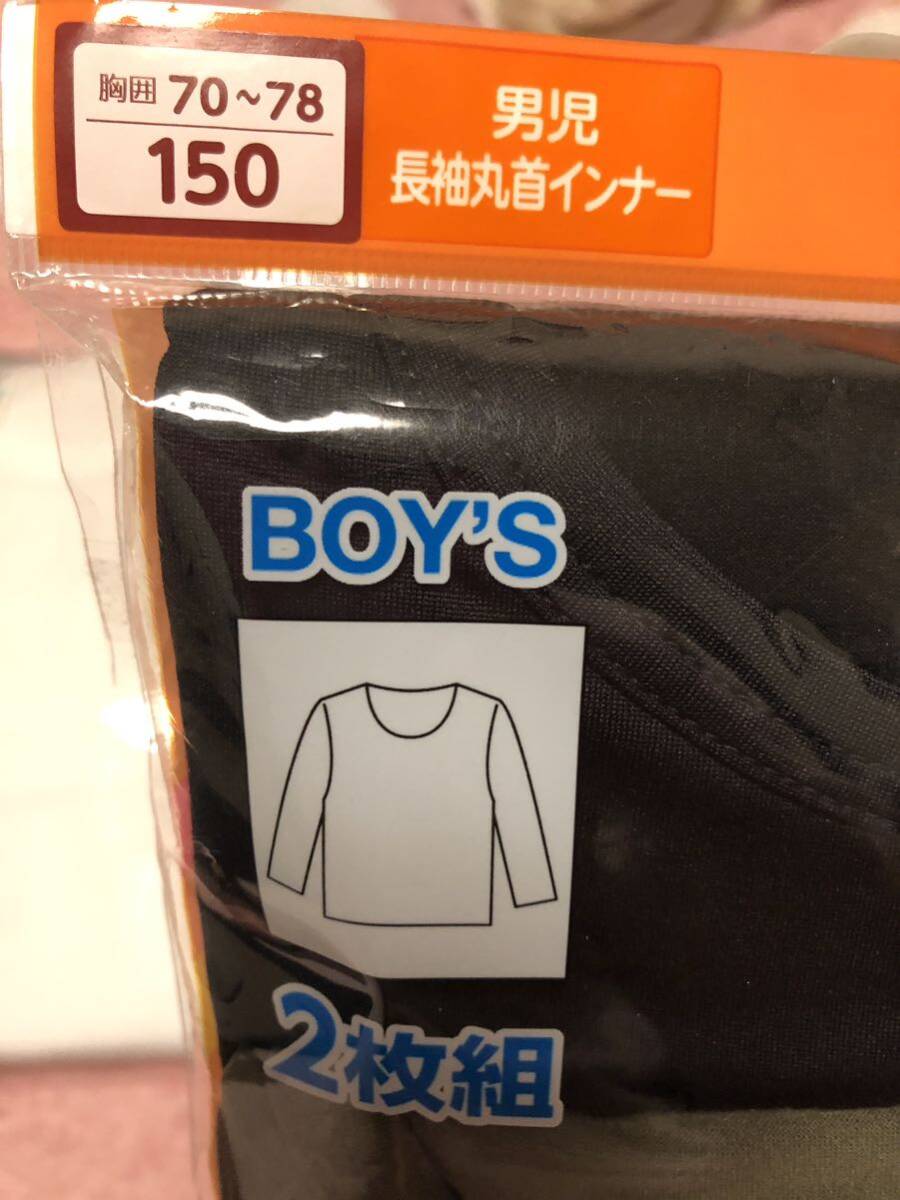 胸囲 70~78
150
男児
長袖丸首インナー
BOY'S
2枚組